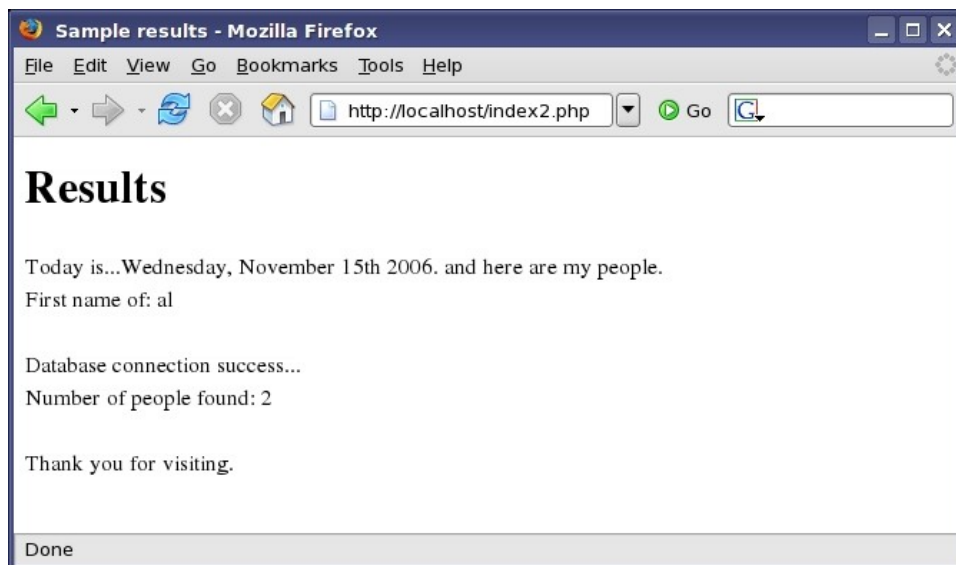 Sample results - Mozilla Firefox
File Edit View Go Bookmarks Tools Help
http://localhost/index2.php Go G
Results
Today is...Wednesday, November 15th 2006. and here are my people.
First name of: al
Database connection success...
Number of people found: 2
Thank you for visiting.
Done